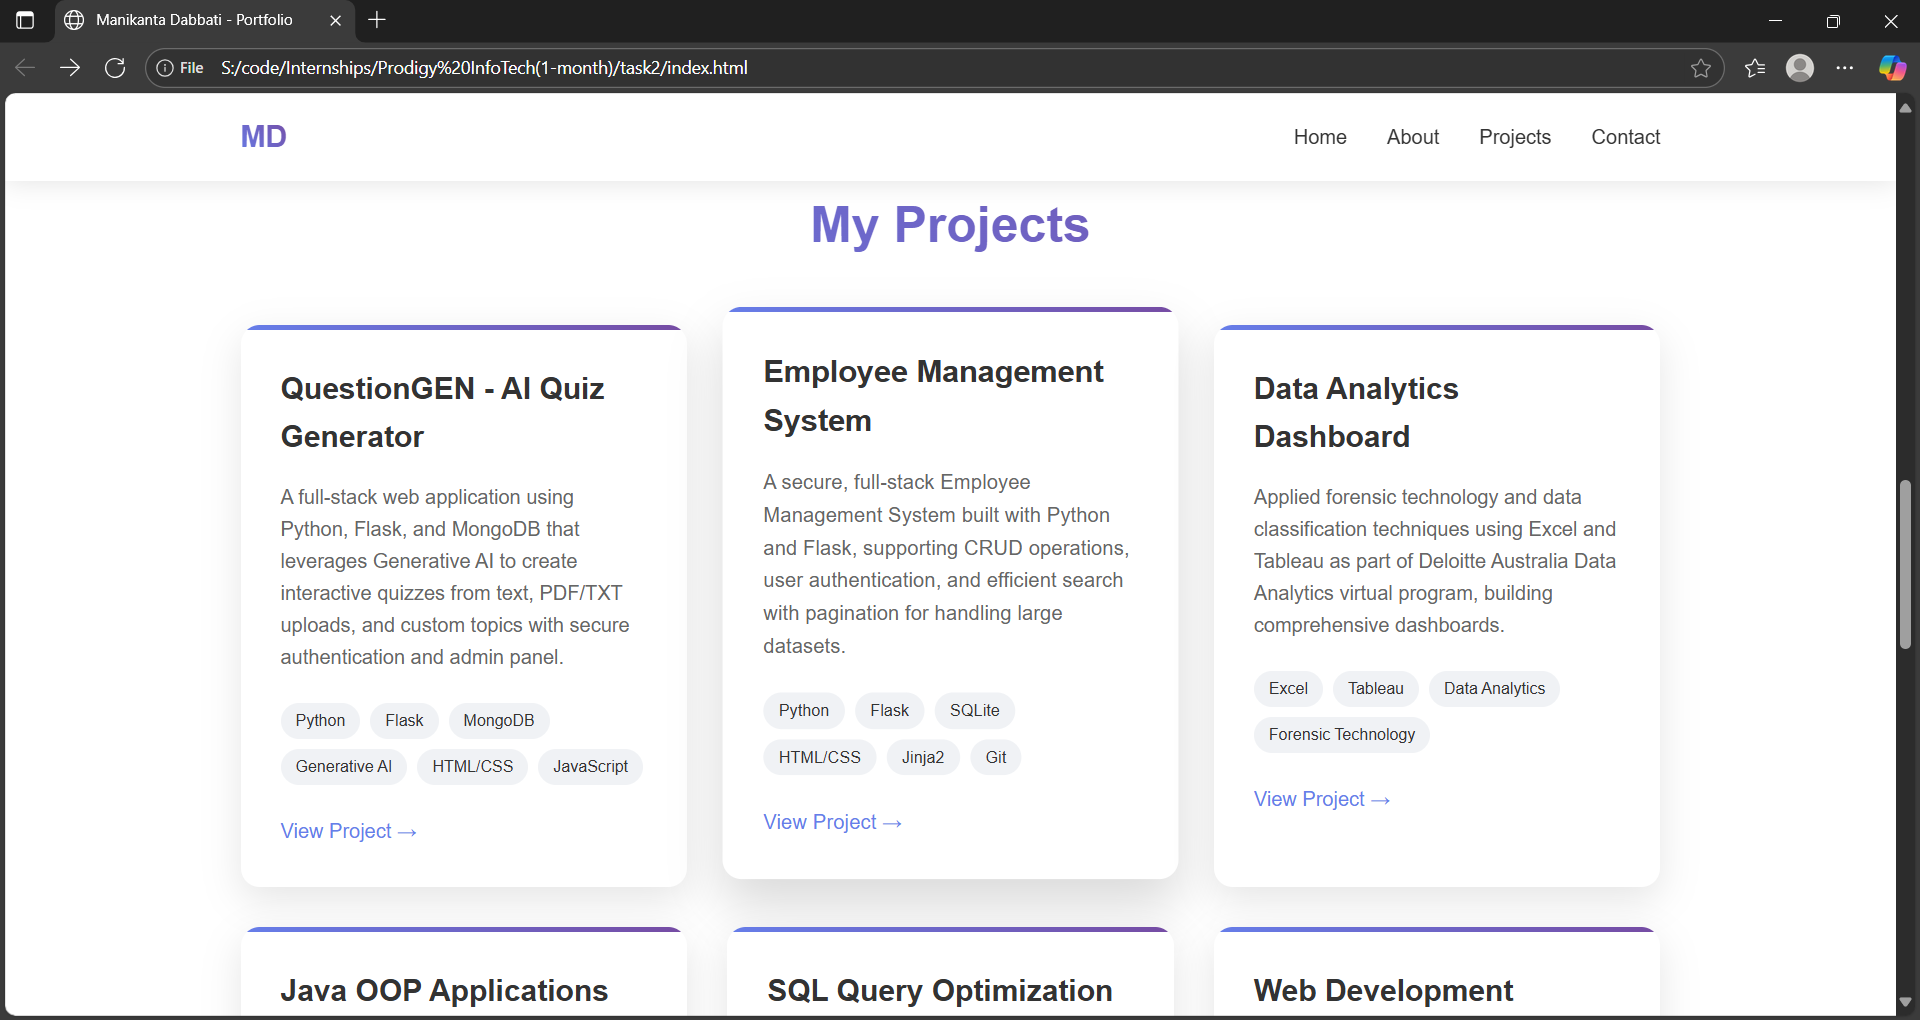 Manikanta Dabbati - Portfolio
File S:/code/Internships/Prodigy%20InfoTech(1-month)/task2/index.html
MD
Home About Projects Contact
My Projects
QuestionGEN - AI Quiz
Generator
A full-stack web application using
Python, Flask, and MongoDB that
leverages Generative AI to create
interactive quizzes from text, PDF/TXT
uploads, and custom topics with secure
authentication and admin panel.
Python Flask MongoDB
Generative AI HTML/CSS JavaScript
View Project →
Employee Management
System
A secure, full-stack Employee
Management System built with Python
and Flask, supporting CRUD operations,
user authentication, and efficient search
with pagination for handling large
datasets.
Python Flask SQLite
HTML/CSS Jinja2 Git
View Project →
Data Analytics
Dashboard
Applied forensic technology and data
classification techniques using Excel and
Tableau as part of Deloitte Australia Data
Analytics virtual program, building
comprehensive dashboards.
Excel Tableau Data Analytics
Forensic Technology
View Project →
Java OOP Applications
SQL Query Optimization
Web Development